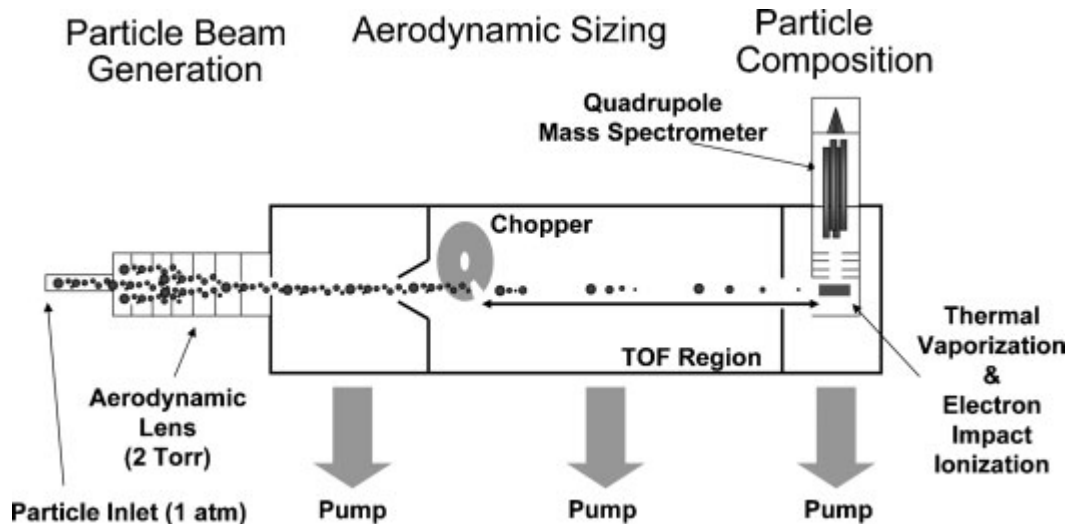 Particle Beam
Generation
Aerodynamic Sizing
Particle
Composition
Quadrupole
Mass Spectrometer
Chopper
TOF Region
Thermal
Vaporization
&
Electron
Impact
Ionization
Aerodynamic
Lens
(2 Torr)
Particle Inlet (1 atm)
Pump
Pump
Pump